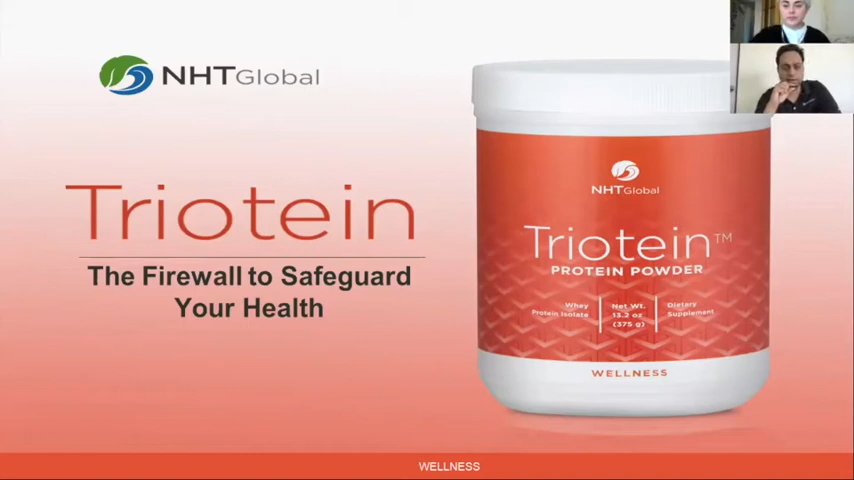 NHTGlobal
Triotein
The Firewall to Safeguard
Your Health
NHTGlobal
Triotein™
PROTEIN POWDER
Whey
Protein Isolate
Net Wt.
13.2 oz
(375 g)
Dietary
Supplement
WELLNESS
WELLNESS